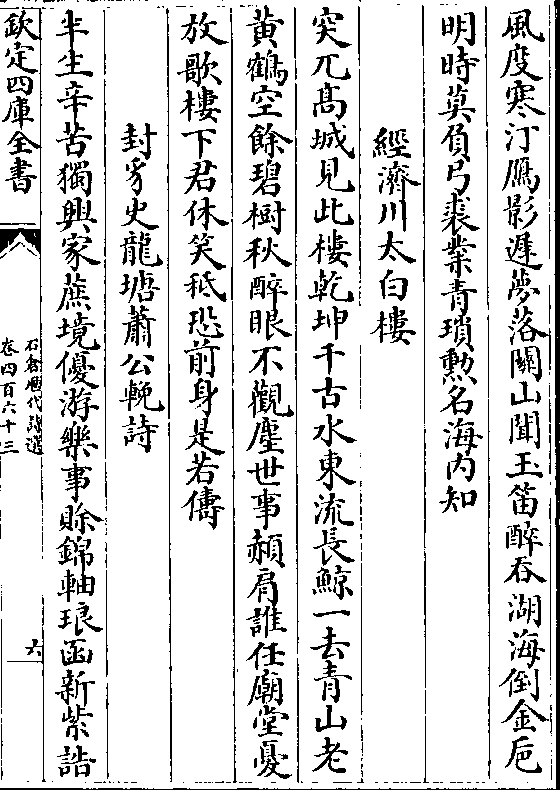 風度寒汀鴈影遲夢落關山聞玉笛醉吞湖海倒金巵
明時莫負弓裘業青瑣勲名海内知
經濟川太白樓
突兀髙城見此樓乾坤千古水東流長鯨一去青山老
黄鶴空餘碧樹秋醉眼不觀塵世事頳肩誰任廟堂憂
放歌樓下君休笑秪恐前身是若儔
封豸史龍塘蕭公輓詩
半生辛苦獨興家蔗境優游樂事賒錦軸琅函新紫誥
欽定四庫全書
石倉歴代詩選
卷四百六十三
六